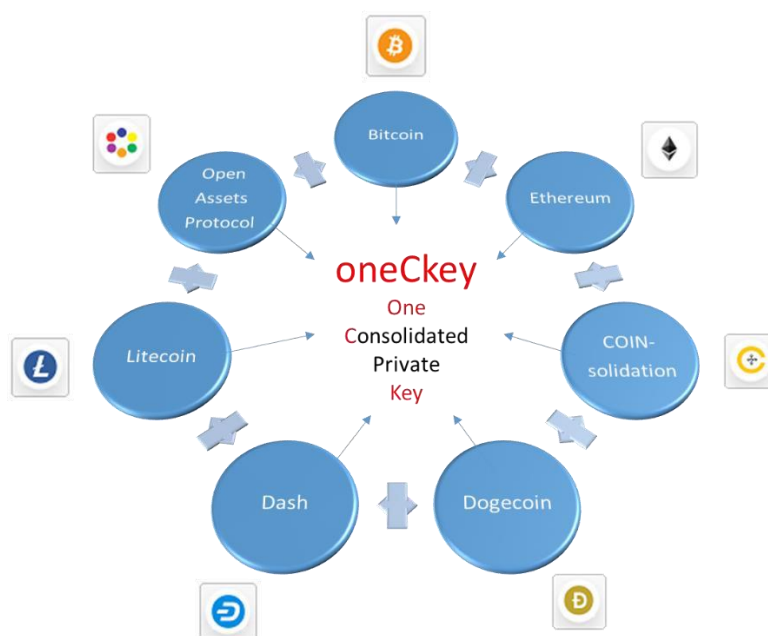 Bitcoin
Open
Assets
Protocol
Ethereum
oneCkey
One
Consolidated
Private
Key
Litecoin
COIN-
solidation
Dash
Dogecoin